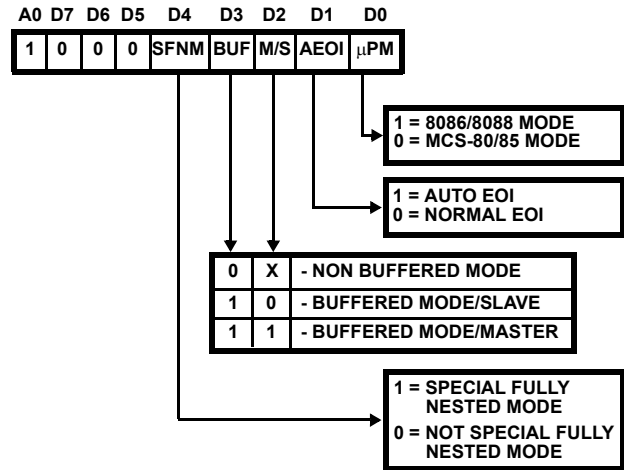 A0 D7 D6 D5 D4 D3 D2 D1 D0
1 0 0 0 SFNM BUF M/S AEOI µPM
1 = 8086/8088 MODE
0 = MCS-80/85 MODE
1 = AUTO EOI
0 = NORMAL EOI
0 X - NON BUFFERED MODE
1 0 - BUFFERED MODE/SLAVE
1 1 - BUFFERED MODE/MASTER
1 = SPECIAL FULLY
NESTED MODE
0 = NOT SPECIAL FULLY
NESTED MODE